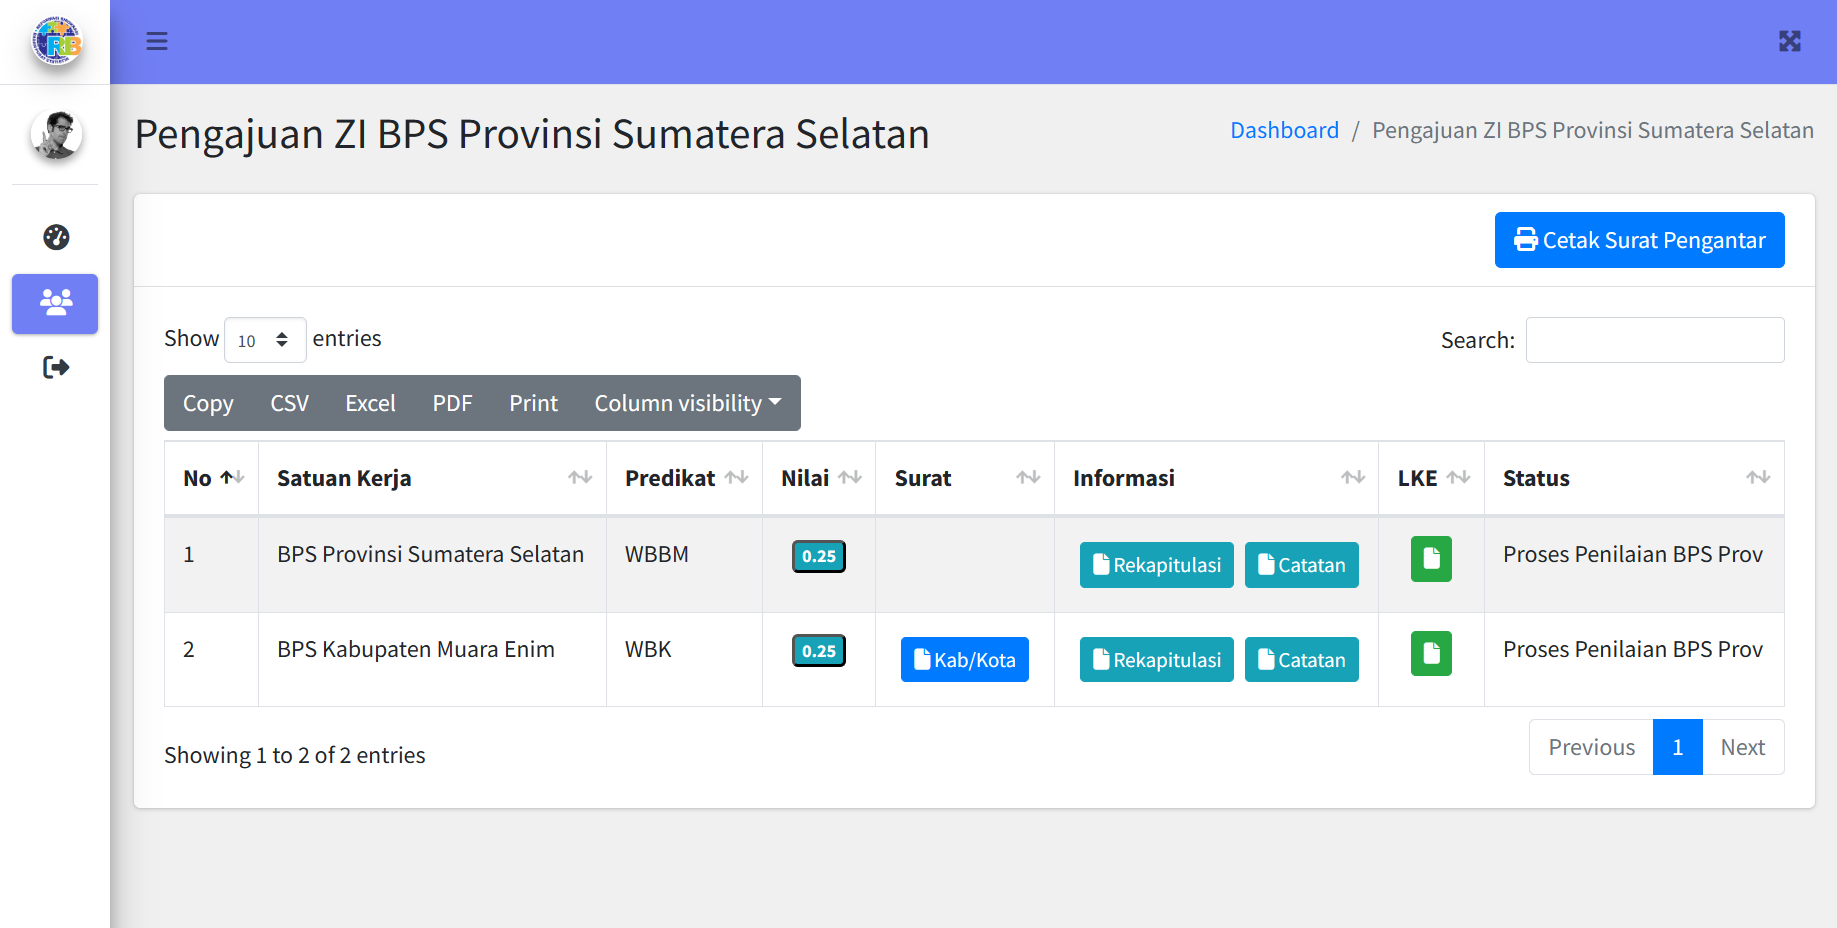 RB
Pengajuan ZI BPS Provinsi Sumatera Selatan
Dashboard / Pengajuan ZI BPS Provinsi Sumatera Selatan
Cetak Surat Pengantar
Show 10 entries
Search:
Copy CSV Excel PDF Print Column visibility
No Satuan Kerja Predikat Nilai Surat Informasi LKE Status
1 BPS Provinsi Sumatera Selatan WBBM 0.25 Rekapitulasi Catatan Proses Penilaian BPS Prov
2 BPS Kabupaten Muara Enim WBK 0.25 Kab/Kota Rekapitulasi Catatan Proses Penilaian BPS Prov
Showing 1 to 2 of 2 entries
Previous 1 Next